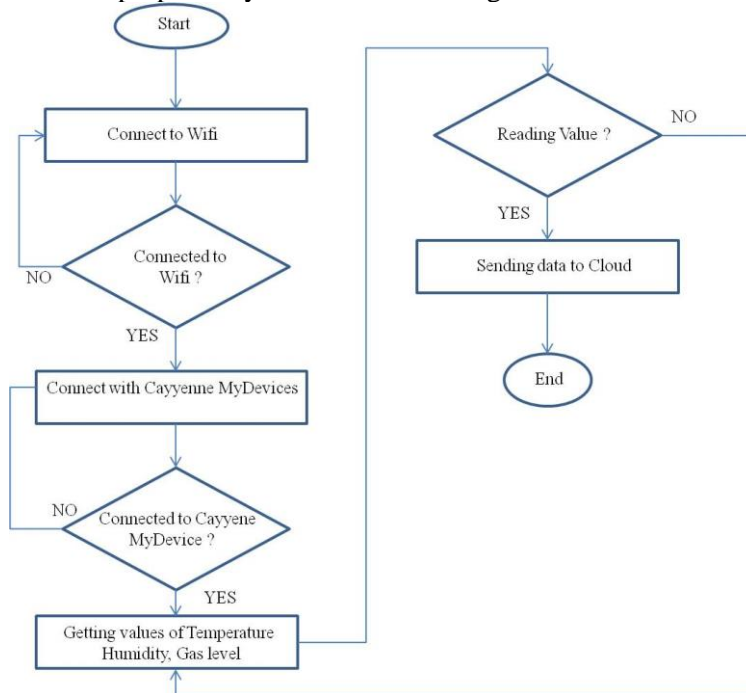 Start
Connect to Wifi
Connected to
Wifi ?
NO
YES
Connect with Cayyenne MyDevices
NO
Connected to Cayyene
MyDevice ?
YES
Getting values of Temperature
Humidity, Gas level
Reading Value ?
NO
YES
Sending data to Cloud
End